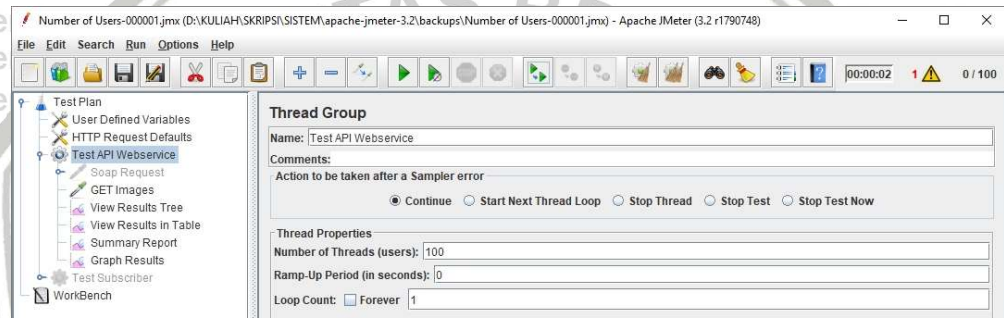 Number of Users-000001.jmx (D:\KULIAH\SKRIPSI\SISTEM\apache-jmeter-3.2\backups\Number of Users-000001.jmx) - Apache JMeter (3.2 r1790748)
File Edit Search Run Options Help
00:00:02 1 0 / 100
Test Plan
User Defined Variables
HTTP Request Defaults
Test API Webservice
Soap Request
GET Images
View Results Tree
View Results in Table
Summary Report
Graph Results
Test Subscriber
WorkBench
Thread Group
Name: Test API Webservice
Comments:
Action to be taken after a Sampler error
Continue Start Next Thread Loop Stop Thread Stop Test Stop Test Now
Thread Properties
Number of Threads (users): 100
Ramp-Up Period (in seconds): 0
Loop Count: Forever 1